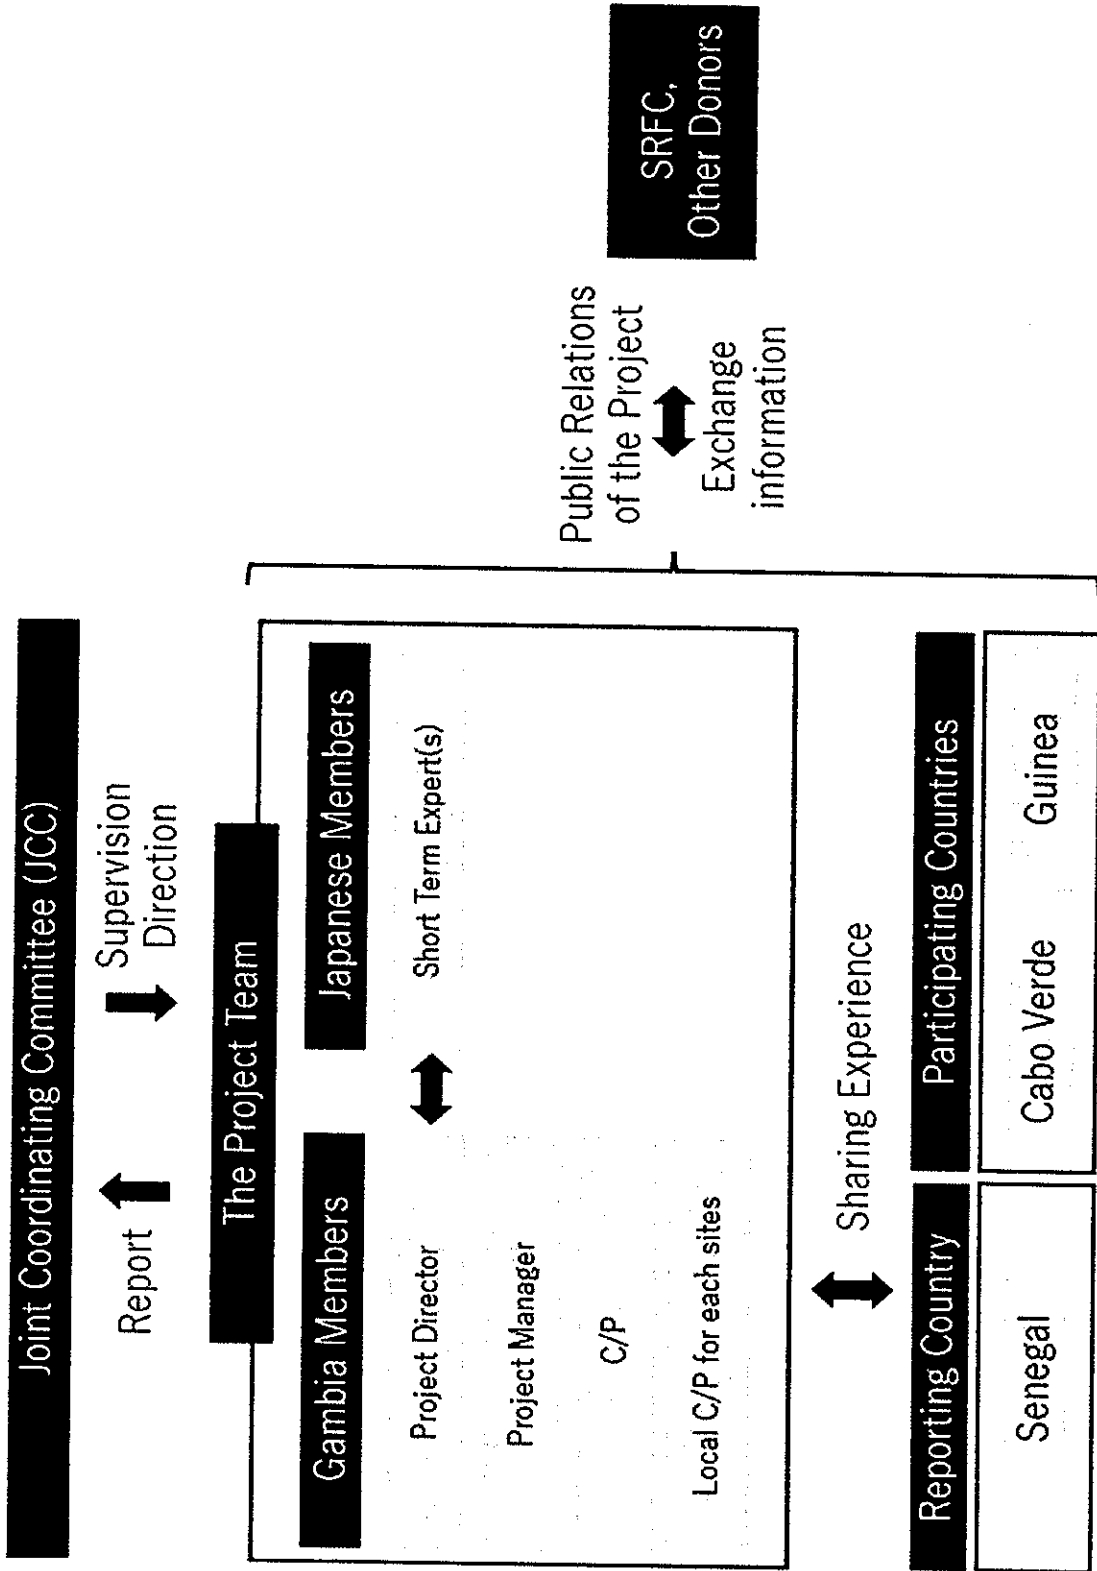 Joint Coordinating Committee (JCC)
Report
Supervision
Direction
The Project Team
Gambia Members
Japanese Members
Project Director
Short Term Expert(s)
Project Manager
C/P
Local C/P for each sites
Public Relations
of the Project
Exchange
information
SRFC,
Other Donors
Sharing Experience
Reporting Country
Participating Countries
Senegal
Cabo Verde
Guinea